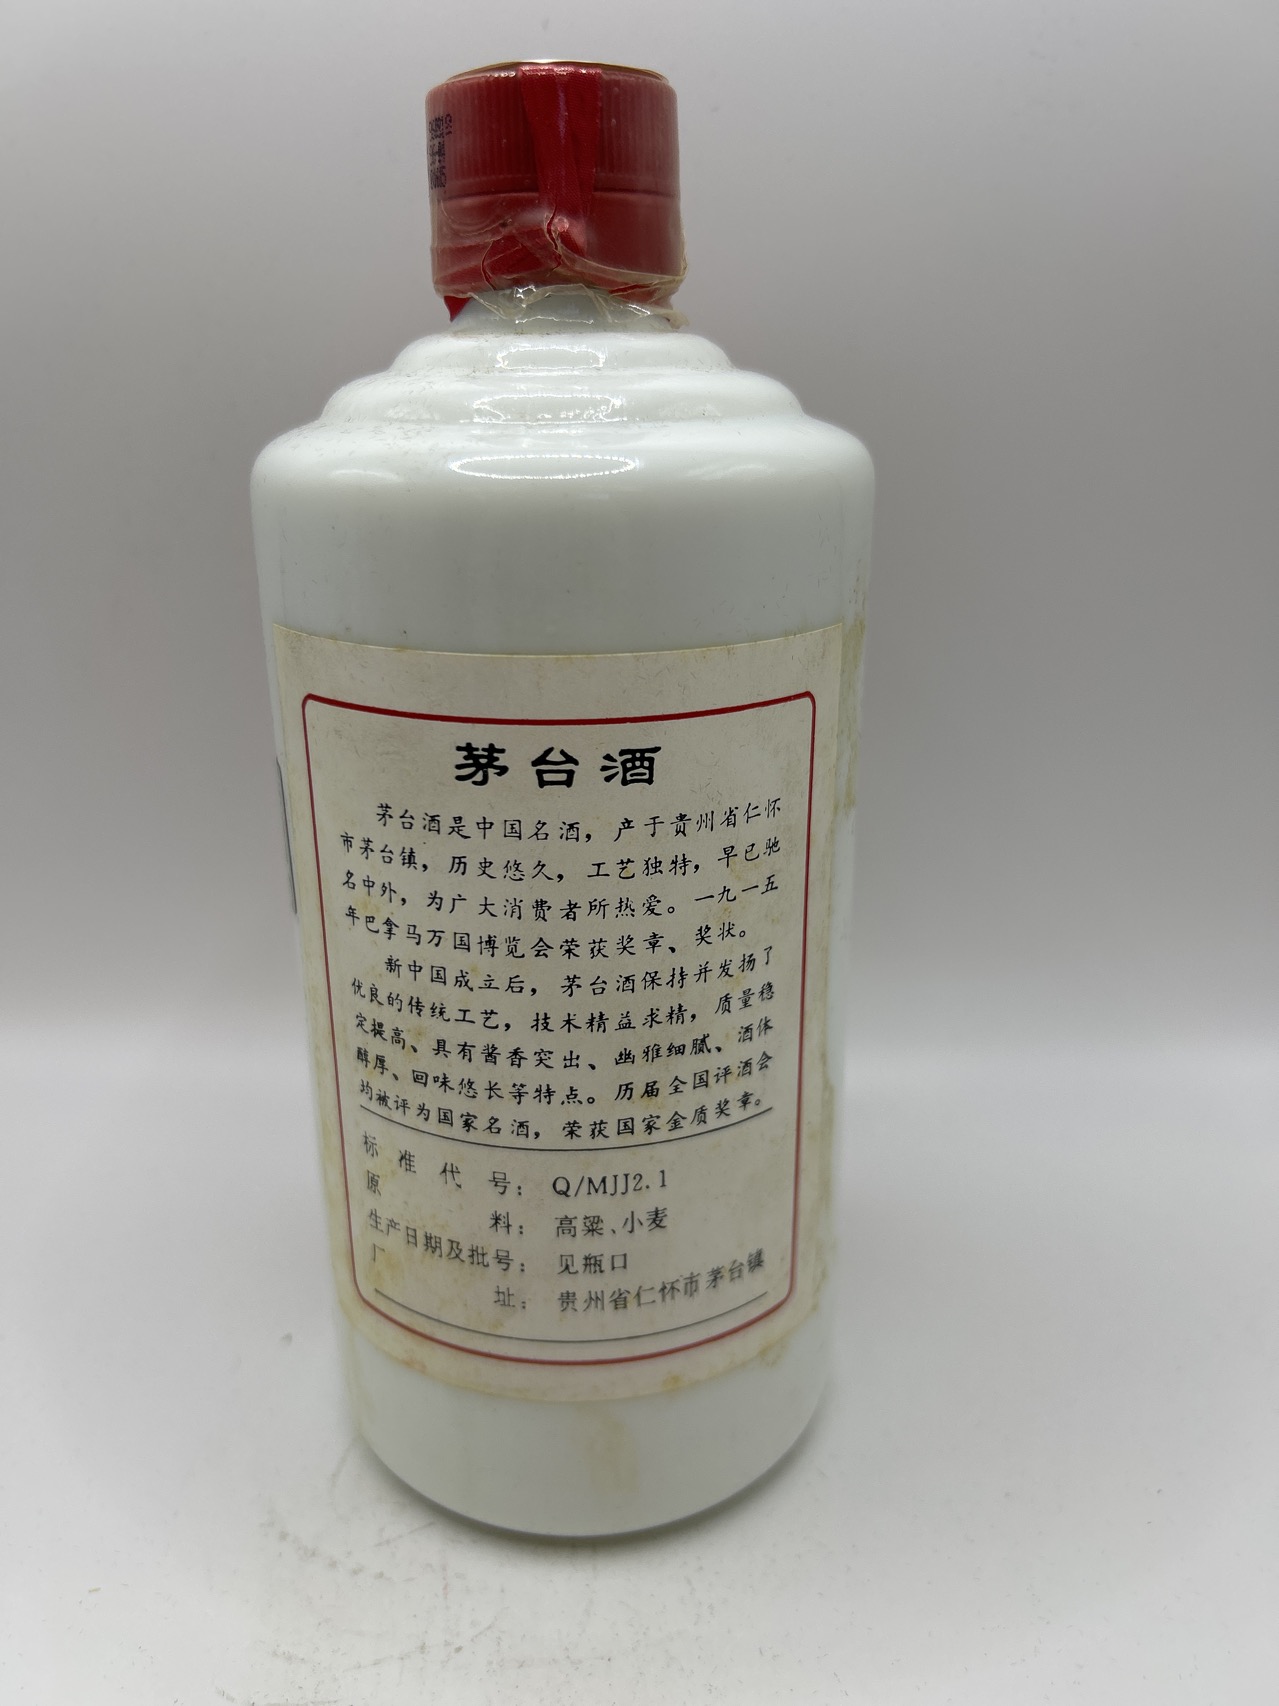 茅台酒
茅台酒是中国名酒，产于贵州省仁怀
市茅台镇，历史悠久，工艺独特，早已驰
名中外，为广大消费者所热爱。一九一五
年巴拿马万国博览会荣获奖章、奖状。
新中国成立后，茅台酒保持并发扬了
优良的传统工艺，技术精益求精，质量稳
定提高、具有酱香突出、幽雅细腻、酒体
醇厚、回味悠长等特点。历届全国评酒会
均被评为国家名酒，荣获国家金质奖章。
标准代号：Q/MJJ2.1
原料：高粱、小麦
生产日期及批号：见瓶口
厂址：贵州省仁怀市茅台镇